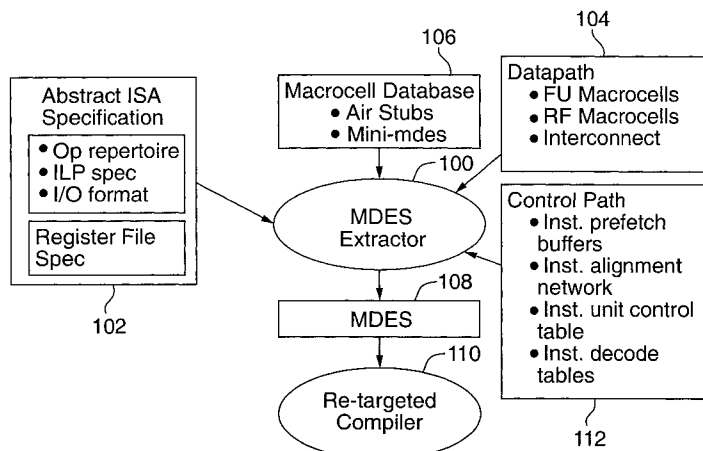 106
104
Abstract ISA
Specification
• Op repertoire
• ILP spec
• I/O format
Register File
Spec
102
Macrocell Database
• Air Stubs
• Mini-mdes
100
MDES
Extractor
108
MDES
110
Re-targeted
Compiler
Datapath
• FU Macrocells
• RF Macrocells
• Interconnect
Control Path
• Inst. prefetch
buffers
• Inst. alignment
network
• Inst. unit control
table
• Inst. decode
tables
112